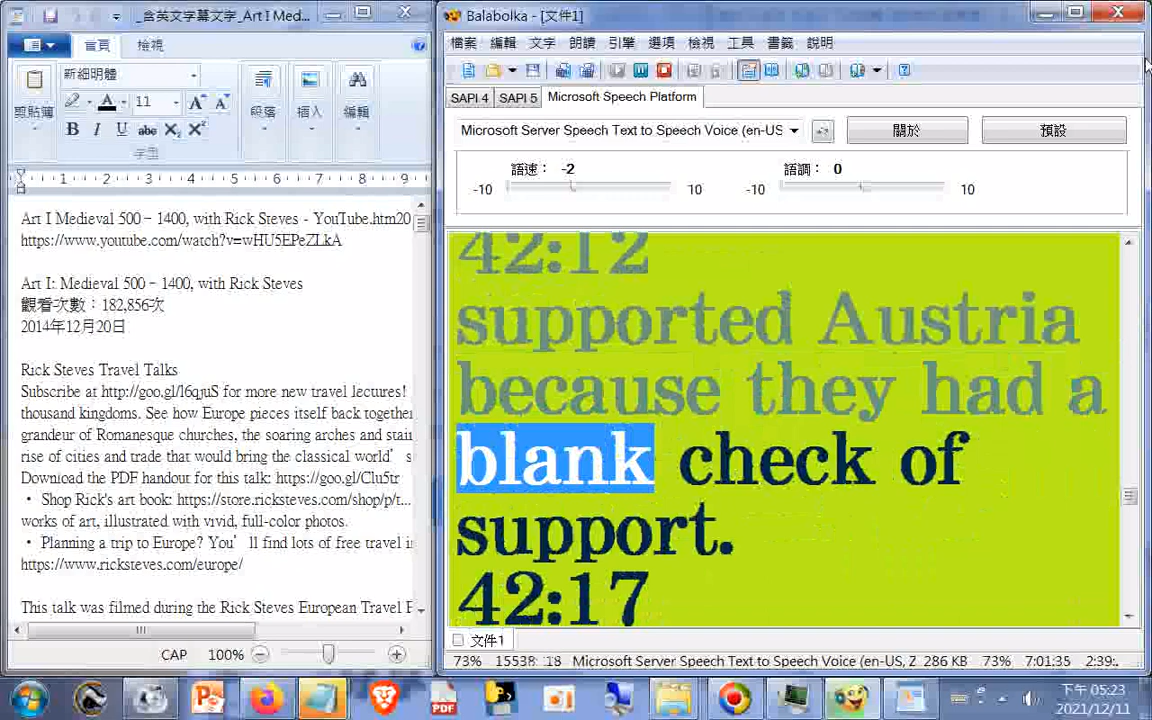 _含英文字幕文字_Art I Med...
首頁
檢視
新細明體
11
剪貼簿
段落
插入
編輯
字型
1 2 3 4 5 6 7 8 9
Art I Medieval 500 - 1400, with Rick Steves - YouTube.htm20
https://www.youtube.com/watch?v=wHU5EPeZLkA
Art I: Medieval 500 - 1400, with Rick Steves
觀看次數：182,856次
2014年12月20日
Rick Steves Travel Talks
Subscribe at http://goo.gl/l6qjuS for more new travel lectures!
thousand kingdoms. See how Europe pieces itself back together
grandeur of Romanesque churches, the soaring arches and stai
rise of cities and trade that would bring the classical world's
Download the PDF handout for this talk: https://goo.gl/Clu5tr
• Shop Rick's art book: https://store.ricksteves.com/shop/p/t...
works of art, illustrated with vivid, full-color photos.
• Planning a trip to Europe? You'll find lots of free travel i
https://www.ricksteves.com/europe/
This talk was filmed during the Rick Steves European Travel F
CAP 100%
Balabolka - [文件1]
檔案 編輯 文字 朗讀 引擎 選項 檢視 工具 書籤 說明
SAPI 4 SAPI 5 Microsoft Speech Platform
Microsoft Server Speech Text to Speech Voice (en-US
關於
預設
語速： -2
語調： 0
-10 10 -10 10
42:12
supported Austria
because they had a
blank check of
support.
42:17
文件1
73% 15538: 18 Microsoft Server Speech Text to Speech Voice (en-US, Z 286 KB 73% 7:01:35 2:39:.
下午 05:23
2021/12/11